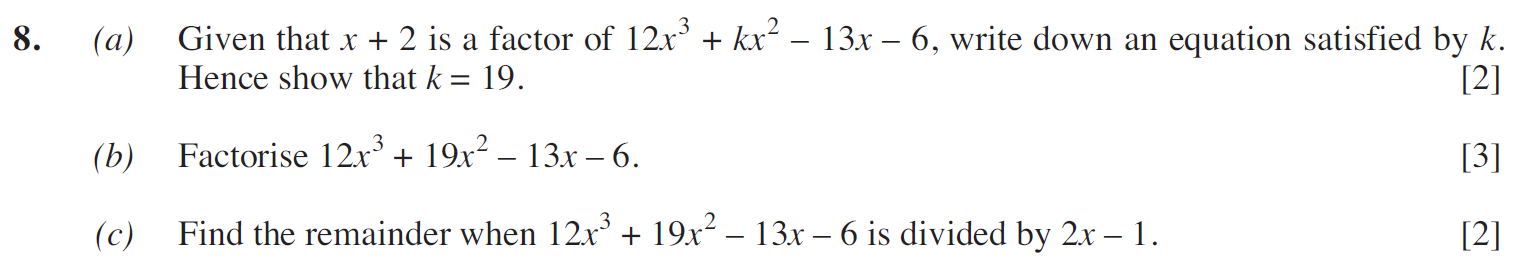 8. (a) Given that x + 2 is a factor of 12x³ + kx² – 13x – 6, write down an equation satisfied by k.
Hence show that k = 19. [2]
(b) Factorise 12x³ + 19x² – 13x – 6. [3]
(c) Find the remainder when 12x³ + 19x² – 13x – 6 is divided by 2x – 1. [2]